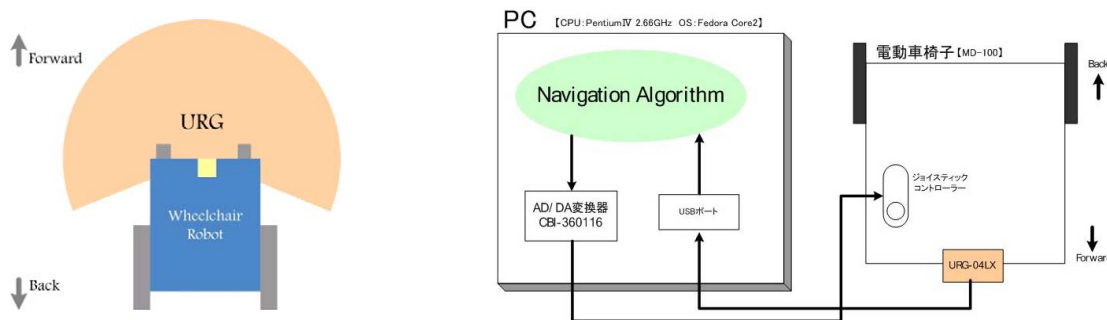 Forward
URG
Wheelchair
Robot
Back
PC 【CPU:PentiumⅣ 2.66GHz OS:Fedora Core2】
Navigation Algorithm
AD/DA変換器
CBI-360116
USBポート
電動車椅子【MD-100】
Back
ジョイスティック
コントローラー
URG-04LX
Forward